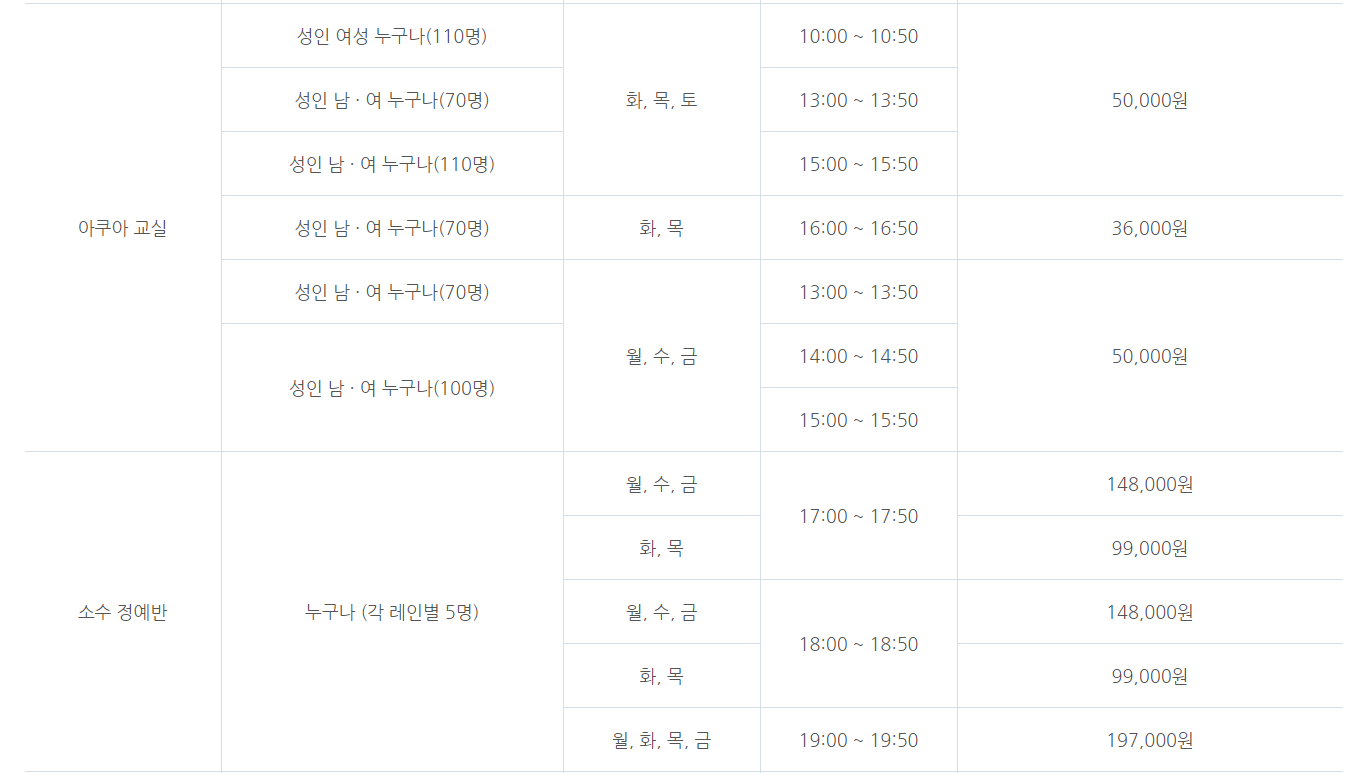 성인 여성 누구나(110명)
10:00 ~ 10:50
성인 남 · 여 누구나(70명)
화, 목, 토
13:00 ~ 13:50
50,000원
성인 남 · 여 누구나(110명)
15:00 ~ 15:50
아쿠아 교실
성인 남 · 여 누구나(70명)
화, 목
16:00 ~ 16:50
36,000원
성인 남 · 여 누구나(70명)
13:00 ~ 13:50
월, 수, 금
14:00 ~ 14:50
50,000원
성인 남 · 여 누구나(100명)
15:00 ~ 15:50
월, 수, 금
148,000원
17:00 ~ 17:50
화, 목
99,000원
소수 정예반
누구나 (각 레인별 5명)
월, 수, 금
148,000원
18:00 ~ 18:50
화, 목
99,000원
월, 화, 목, 금
19:00 ~ 19:50
197,000원